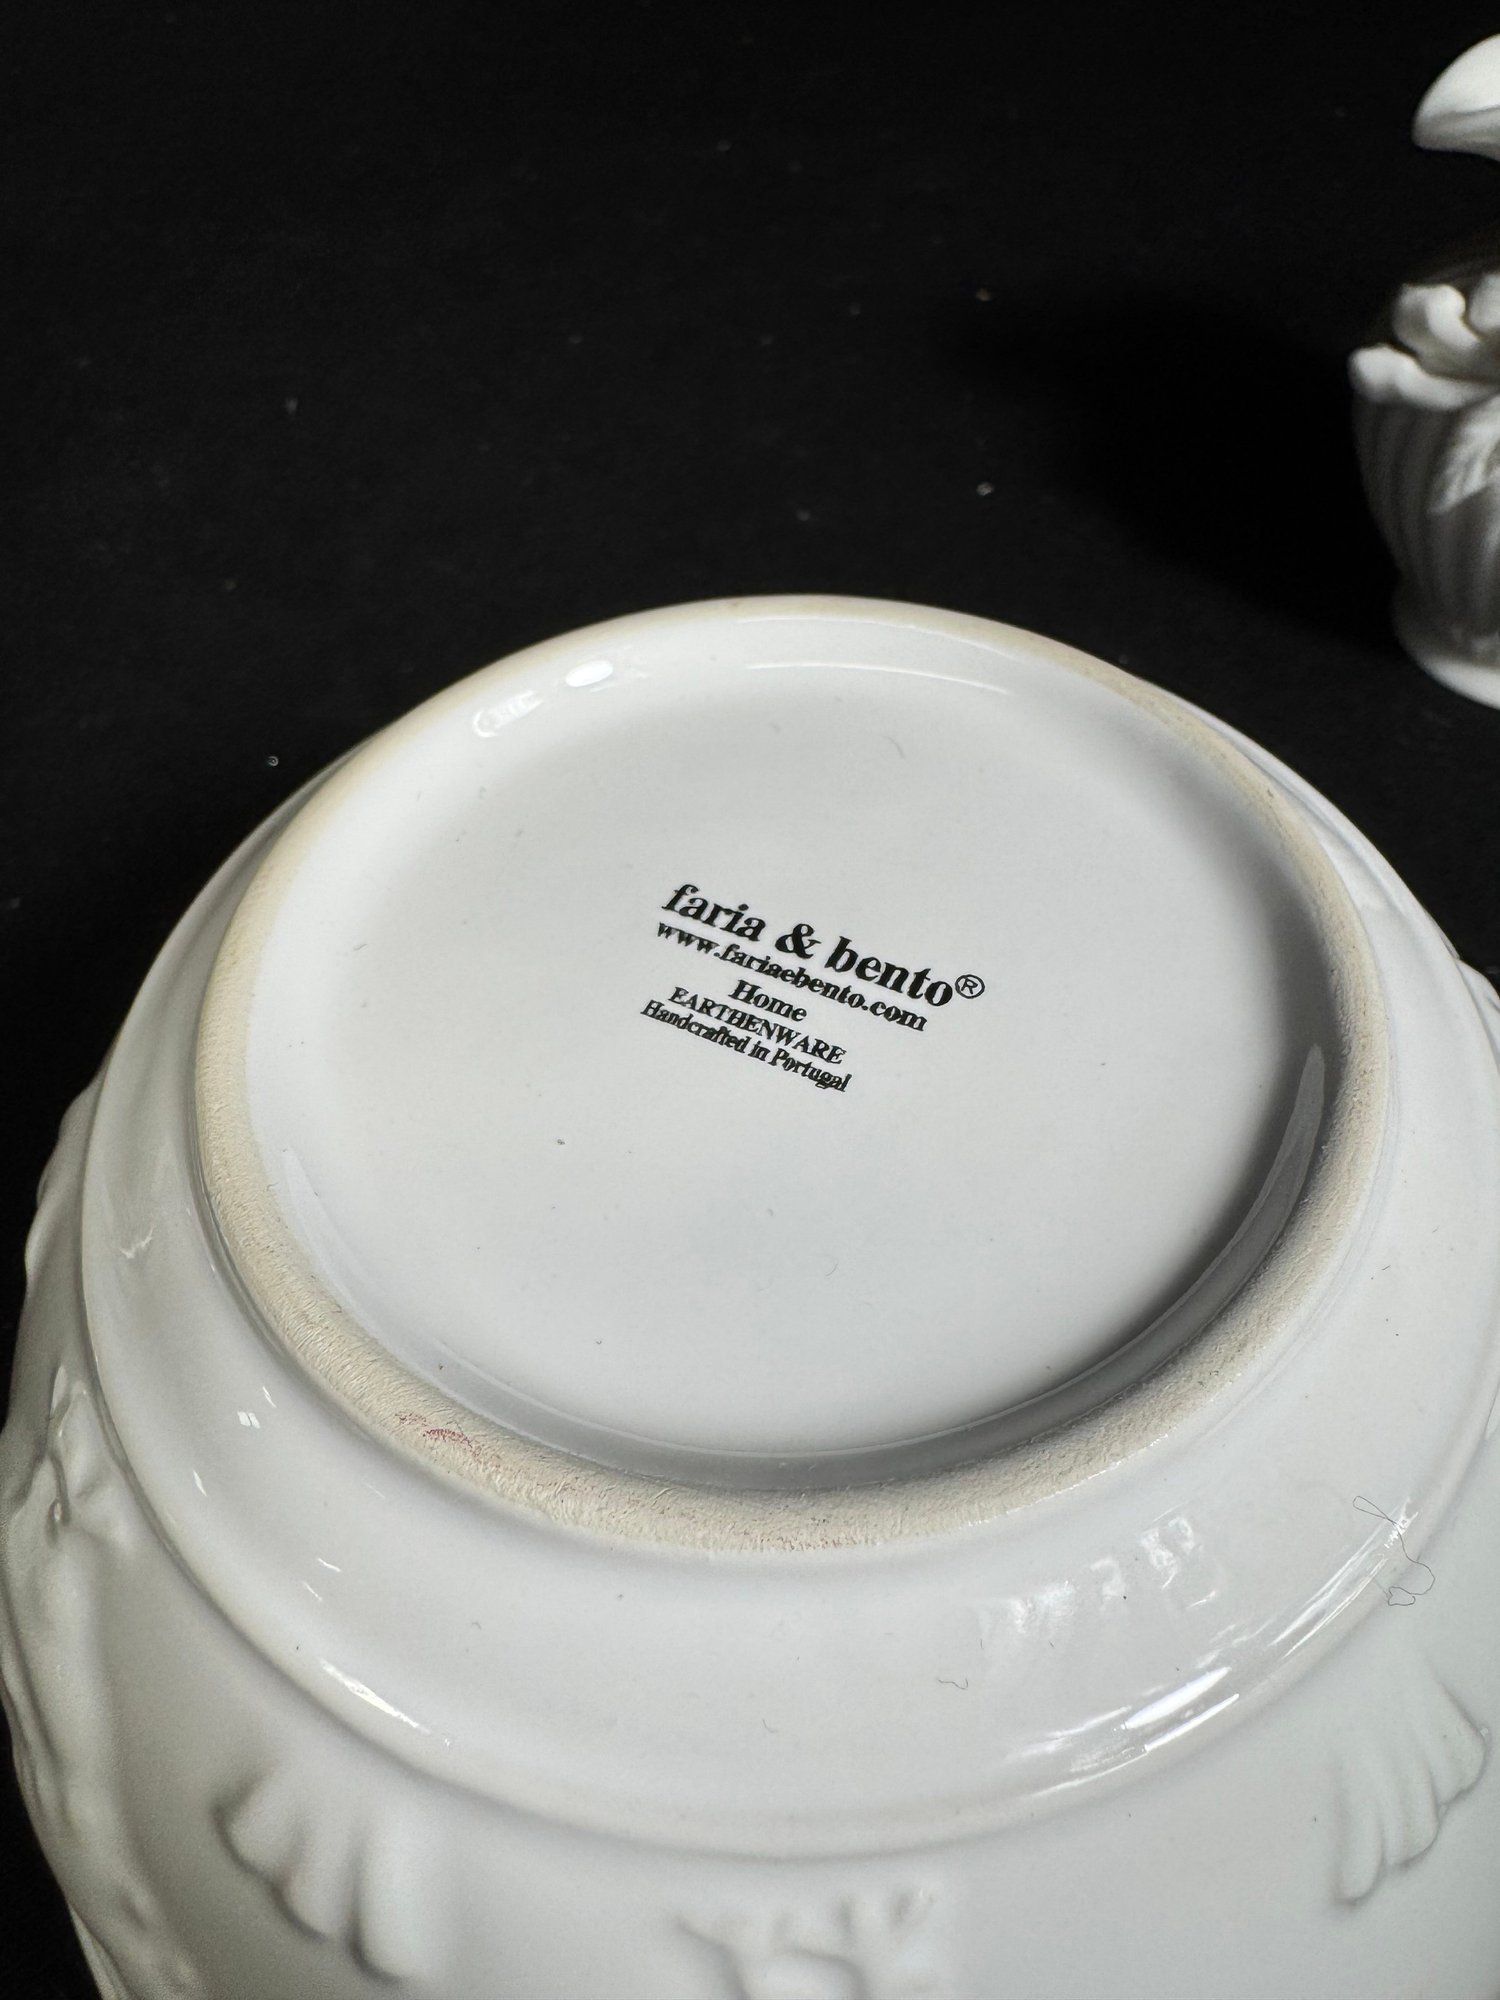 faria & bento®
www.fariaebento.com
Home
EARTHENWARE
Handcrafted in Portugal